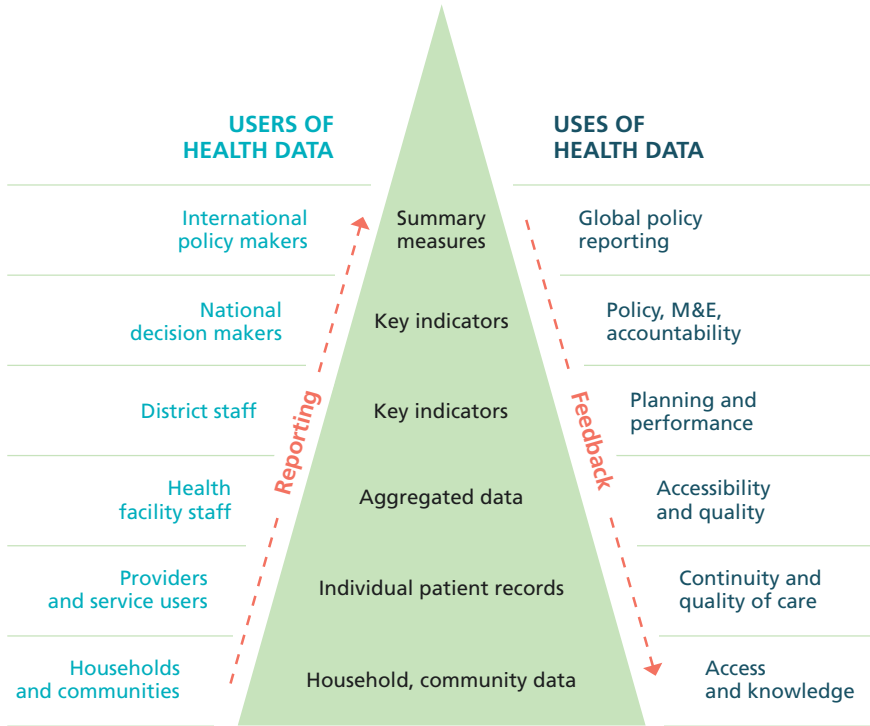 USERS OF
HEALTH DATA
USES OF
HEALTH DATA
International
policy makers
Summary
measures
Global policy
reporting
National
decision makers
Key indicators
Policy, M&E,
accountability
District staff
Key indicators
Planning and
performance
Reporting
Feedback
Health
facility staff
Aggregated data
Accessibility
and quality
Providers
and service users
Individual patient records
Continuity and
quality of care
Households
and communities
Household, community data
Access
and knowledge